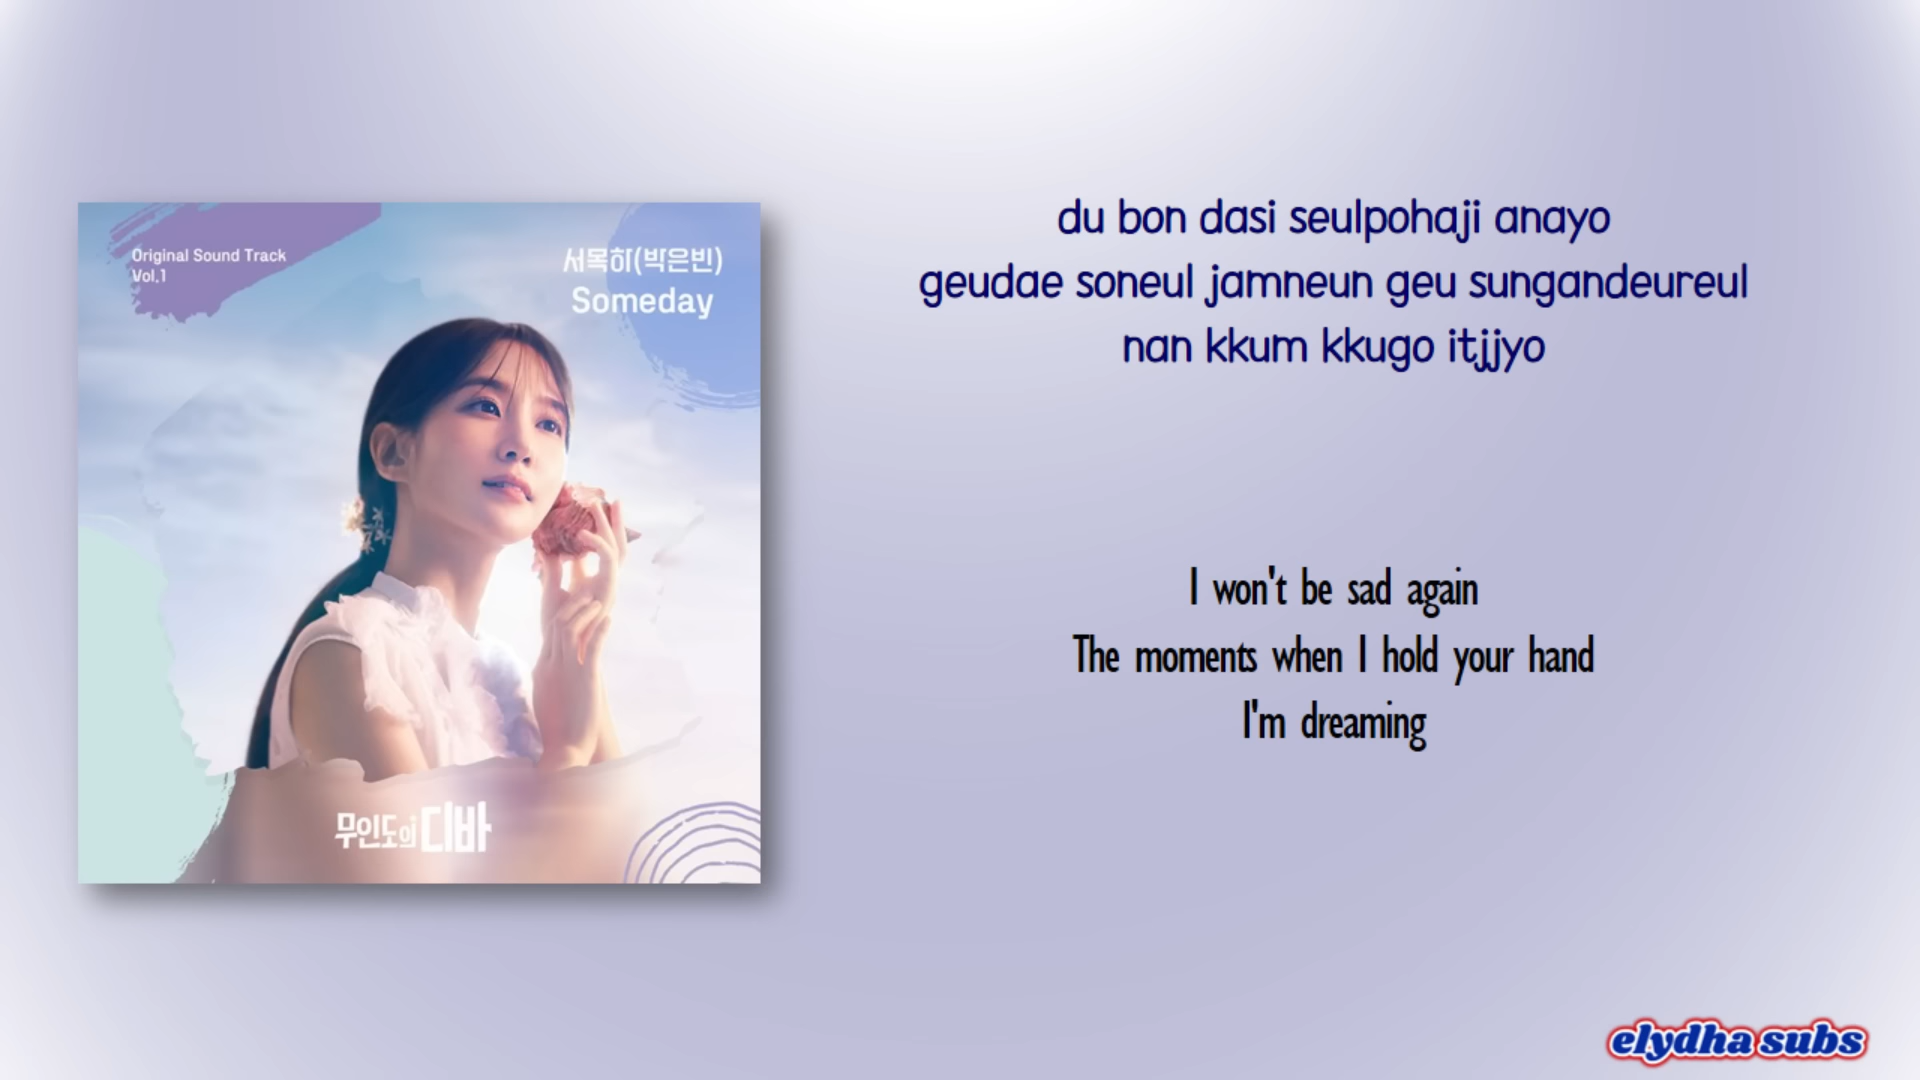 Original Sound Track
Vol.1
서목하(박은빈)
Someday
무인도의 디바
du bon dasi seulpohaji anayo
geudae soneul jamneun geu sungandeureul
nan kkum kkugo itjjyo
I won't be sad again
The moments when I hold your hand
I'm dreaming
elydha subs